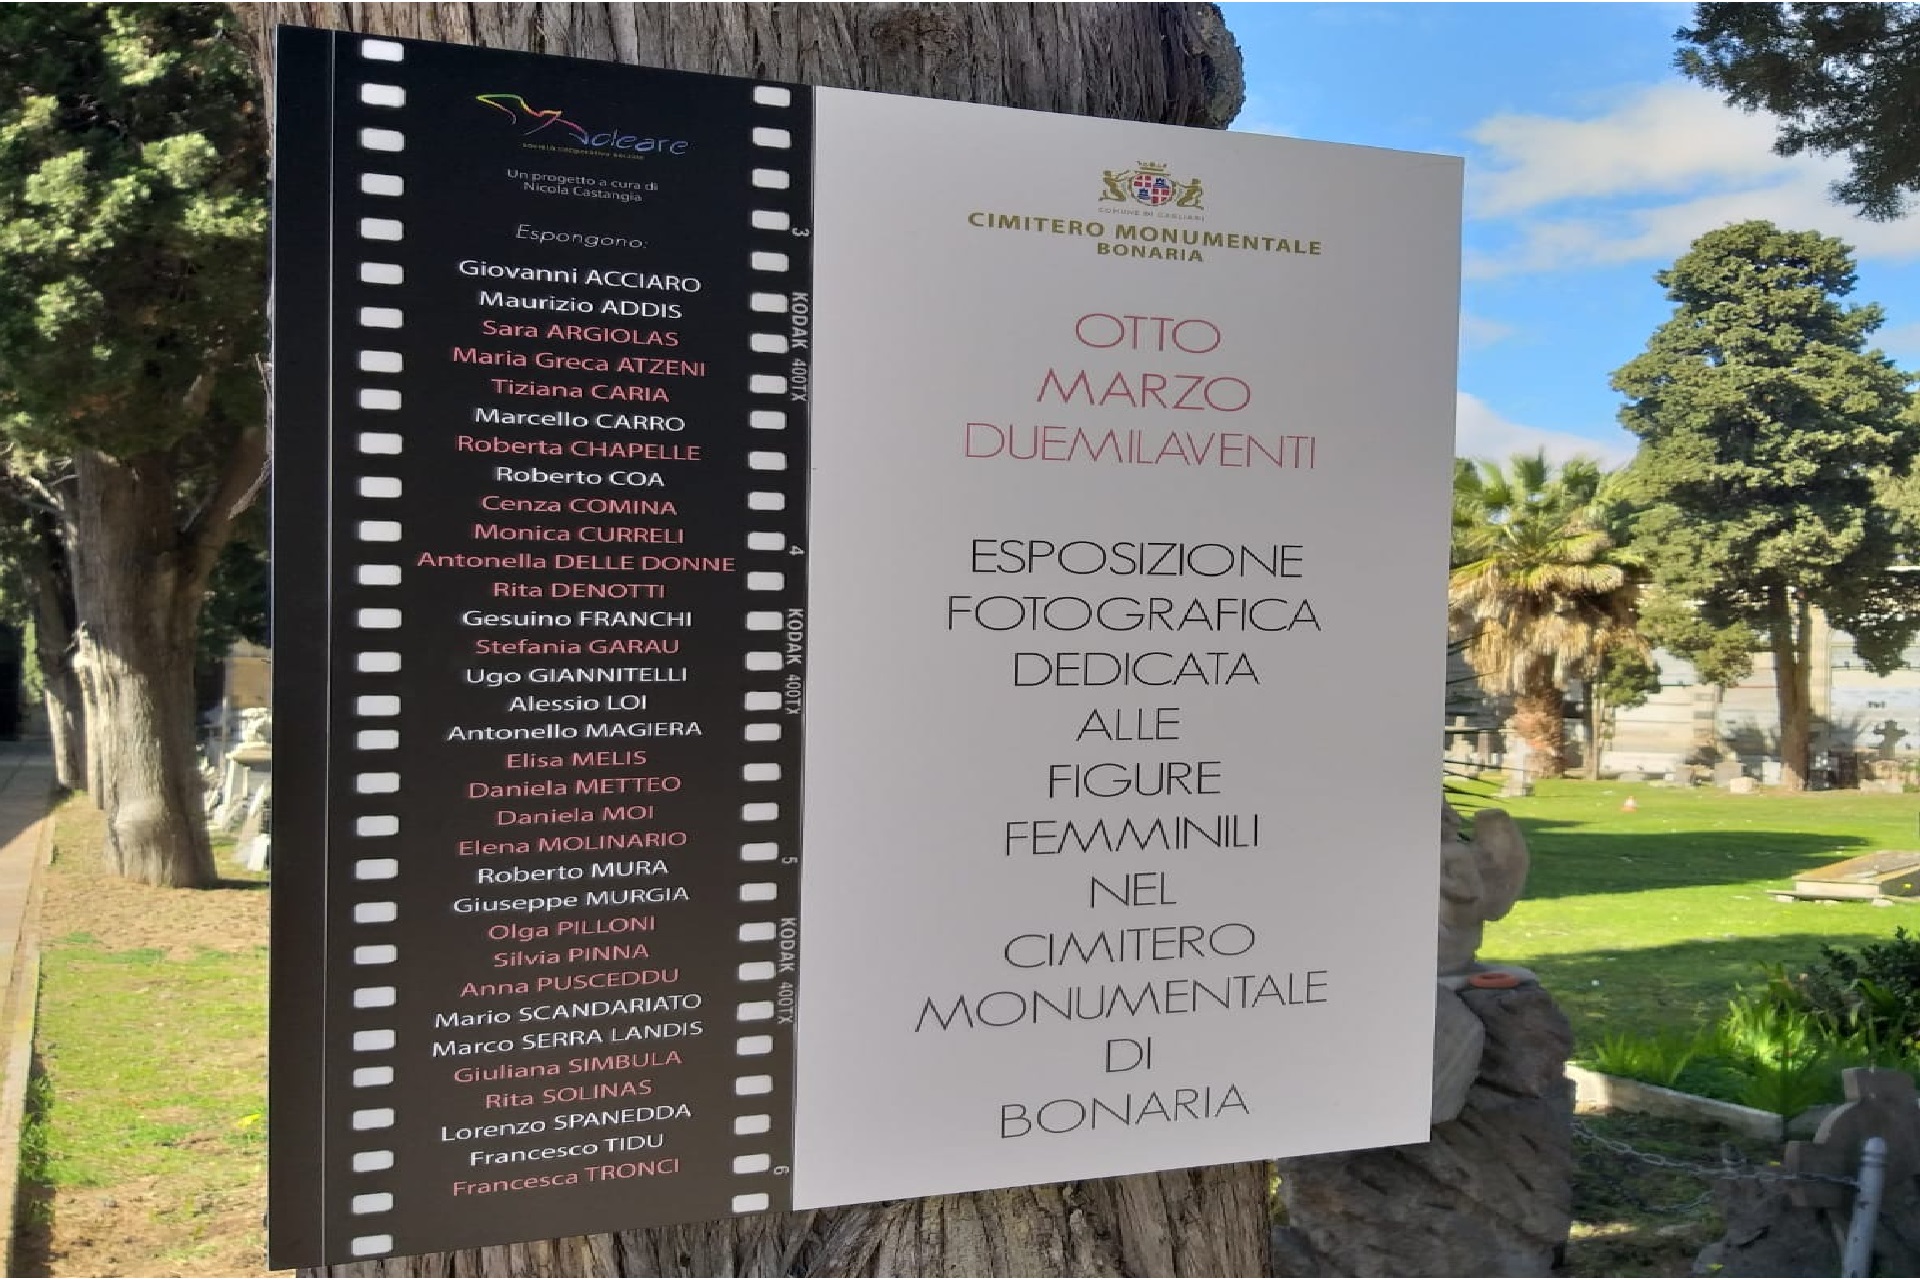 Voleare
società cooperativa sociale
Un progetto a cura di
Nicola Castangia
Espongono:
Giovanni ACCIARO
Maurizio ADDIS
Sara ARGIOLAS
Maria Greca ATZENI
Tiziana CARIA
Marcello CARRO
Roberta CHAPELLE
Roberto COA
Cenza COMINA
Monica CURRELI
Antonella DELLE DONNE
Rita DENOTTI
Gesuino FRANCHI
Stefania GARAU
Ugo GIANNITELLI
Alessio LOI
Antonello MAGIERA
Elisa MELIS
Daniela METTEO
Daniela MOI
Elena MOLINARIO
Roberto MURA
Giuseppe MURGIA
Olga PILLONI
Silvia PINNA
Anna PUSCEDDU
Mario SCANDARIATO
Marco SERRA LANDIS
Giuliana SIMBULA
Rita SOLINAS
Lorenzo SPANEDDA
Francesco TIDU
Francesca TRONCI
3
KODAK 400TX
4
KODAK 400TX
5
KODAK 400TX
6
COMUNE DI CAGLIARI
CIMITERO MONUMENTALE
BONARIA
OTTO
MARZO
DUEMILAVENTI
ESPOSIZIONE
FOTOGRAFICA
DEDICATA
ALLE
FIGURE
FEMMINILI
NEL
CIMITERO
MONUMENTALE
DI
BONARIA